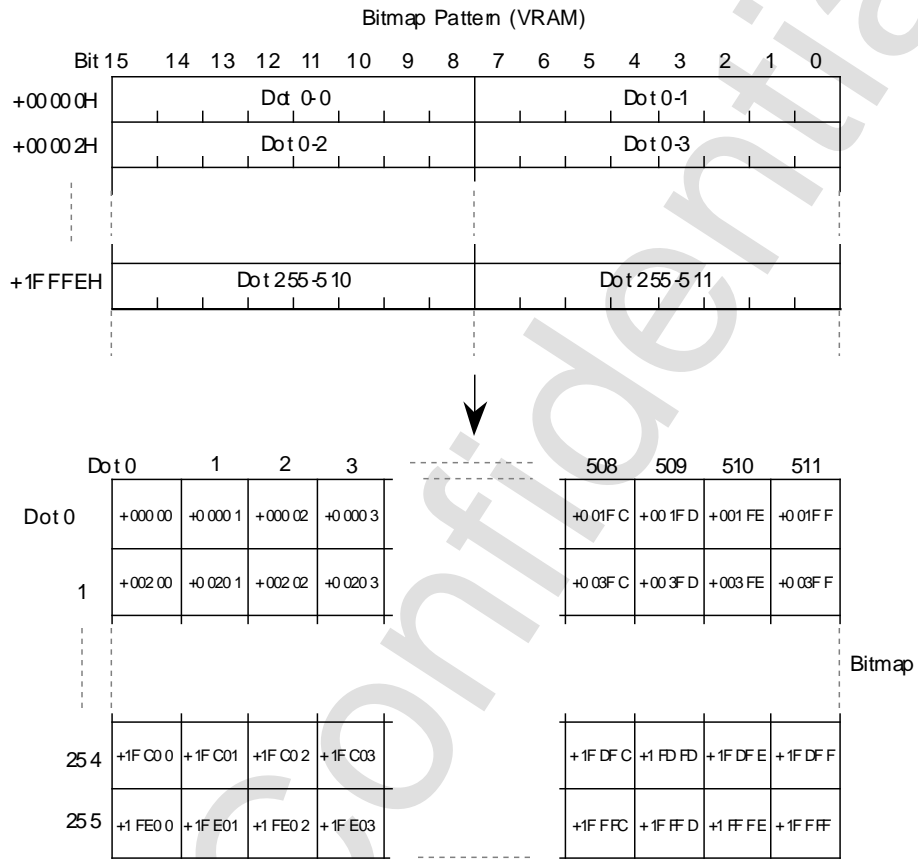 Bitmap Pattern (VRAM)
Bit 15 14 13 12 11 10 9 8 7 6 5 4 3 2 1 0
+00000H Dot 0-0 Dot 0-1
+00002H Dot 0-2 Dot 0-3
+1FFFEH Dot 255-510 Dot 255-511
Dot 0 1 2 3 508 509 510 511
Dot 0 +00000 +00001 +00002 +00003 +001FC +001FD +001FE +001FF
1 +00200 +00201 +00202 +00203 +003FC +003FD +003FE +003FF
Bitmap
254 +1FC00 +1FC01 +1FC02 +1FC03 +1FDFC +1FDFD +1FDFE +1FDFF
255 +1FE00 +1FE01 +1FE02 +1FE03 +1FFFC +1FFFD +1FFFE +1FFFF
Confidentia